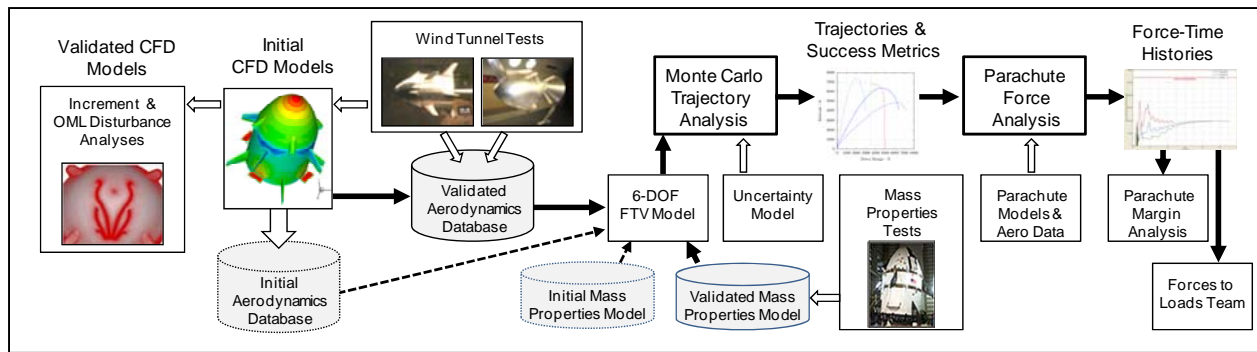 Validated CFD
Models
Increment &
OML Disturbance
Analyses
Initial
CFD Models
Initial
Aerodynamics
Database
Wind Tunnel Tests
Validated
Aerodynamics
Database
6-DOF
FTV Model
Initial Mass
Properties Model
Validated Mass
Properties Model
Monte Carlo
Trajectory
Analysis
Uncertainty
Model
Mass
Properties
Tests
Trajectories &
Success Metrics
Parachute
Force
Analysis
Parachute
Models &
Aero Data
Force-Time
Histories
Parachute
Margin
Analysis
Forces to
Loads Team